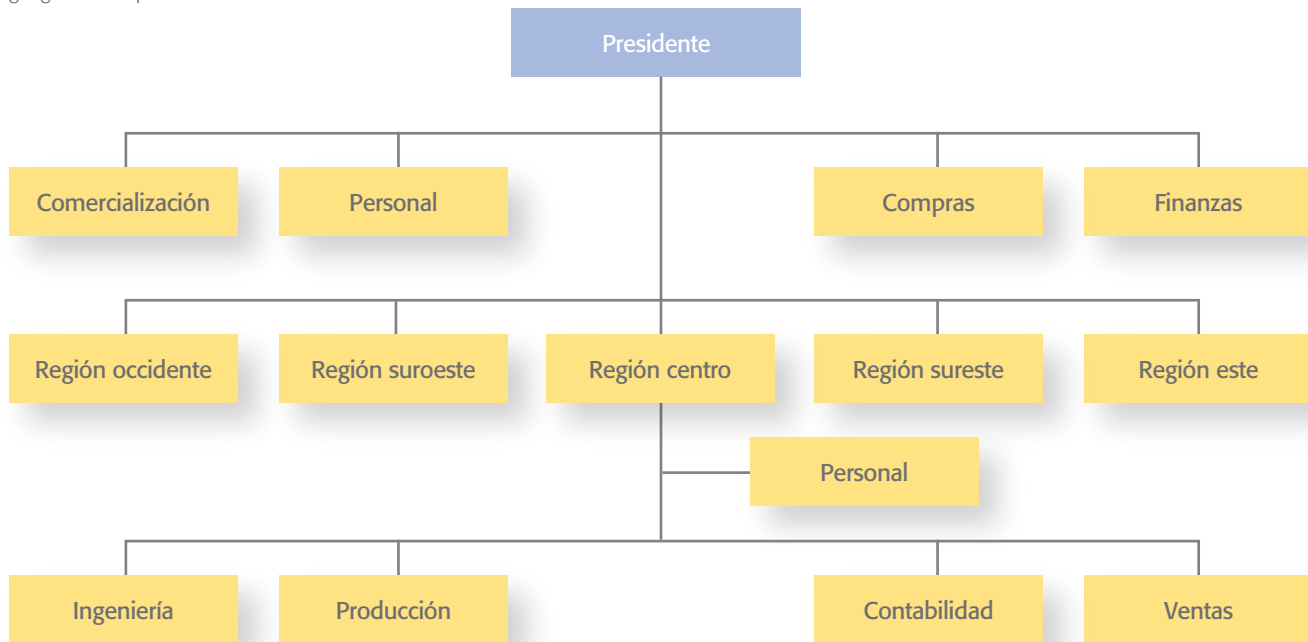 Presidente
Comercialización
Personal
Compras
Finanzas
Región occidente
Región suroeste
Región centro
Región sureste
Región este
Personal
Ingeniería
Producción
Contabilidad
Ventas